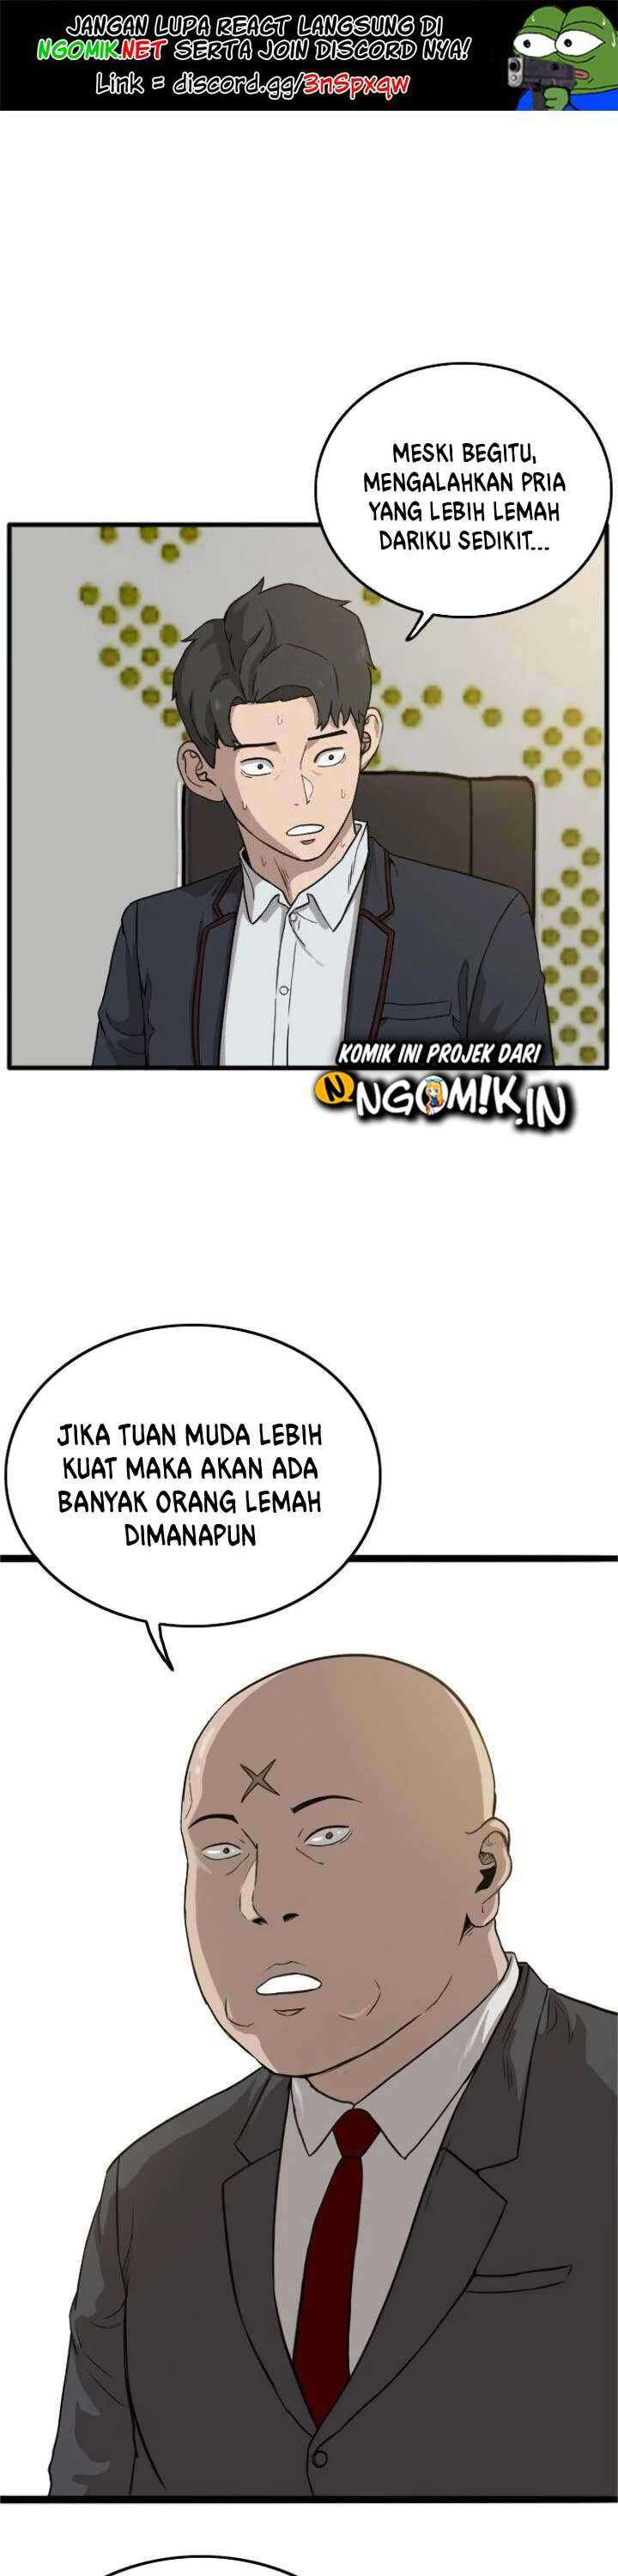 JANGAN LUPA REACT LANGSUNG DI
NGOMIK.NET SERTA JOIN DISCORD NYA!
Link = discord.gg/3nSpxqw
MESKI BEGITU,
MENGALAHKAN PRIA
YANG LEBIH LEMAH
DARIKU SEDIKIT...
KOMIK INI PROJEK DARI
N NGOMIK.IN
JIKA TUAN MUDA LEBIH
KUAT MAKA AKAN ADA
BANYAK ORANG LEMAH
DIMANAPUN